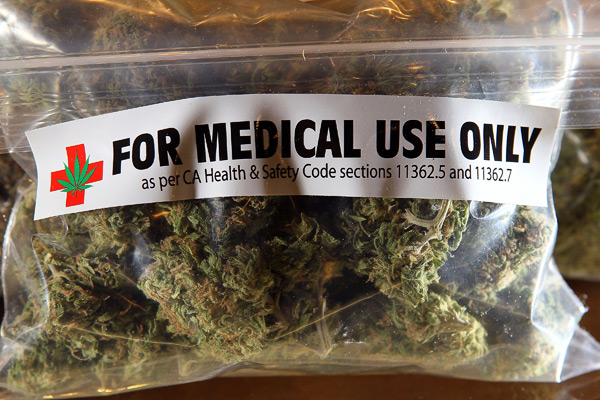 FOR MEDICAL USE ONLY
as per CA Health & Safety Code sections 11362.5 and 11362.7